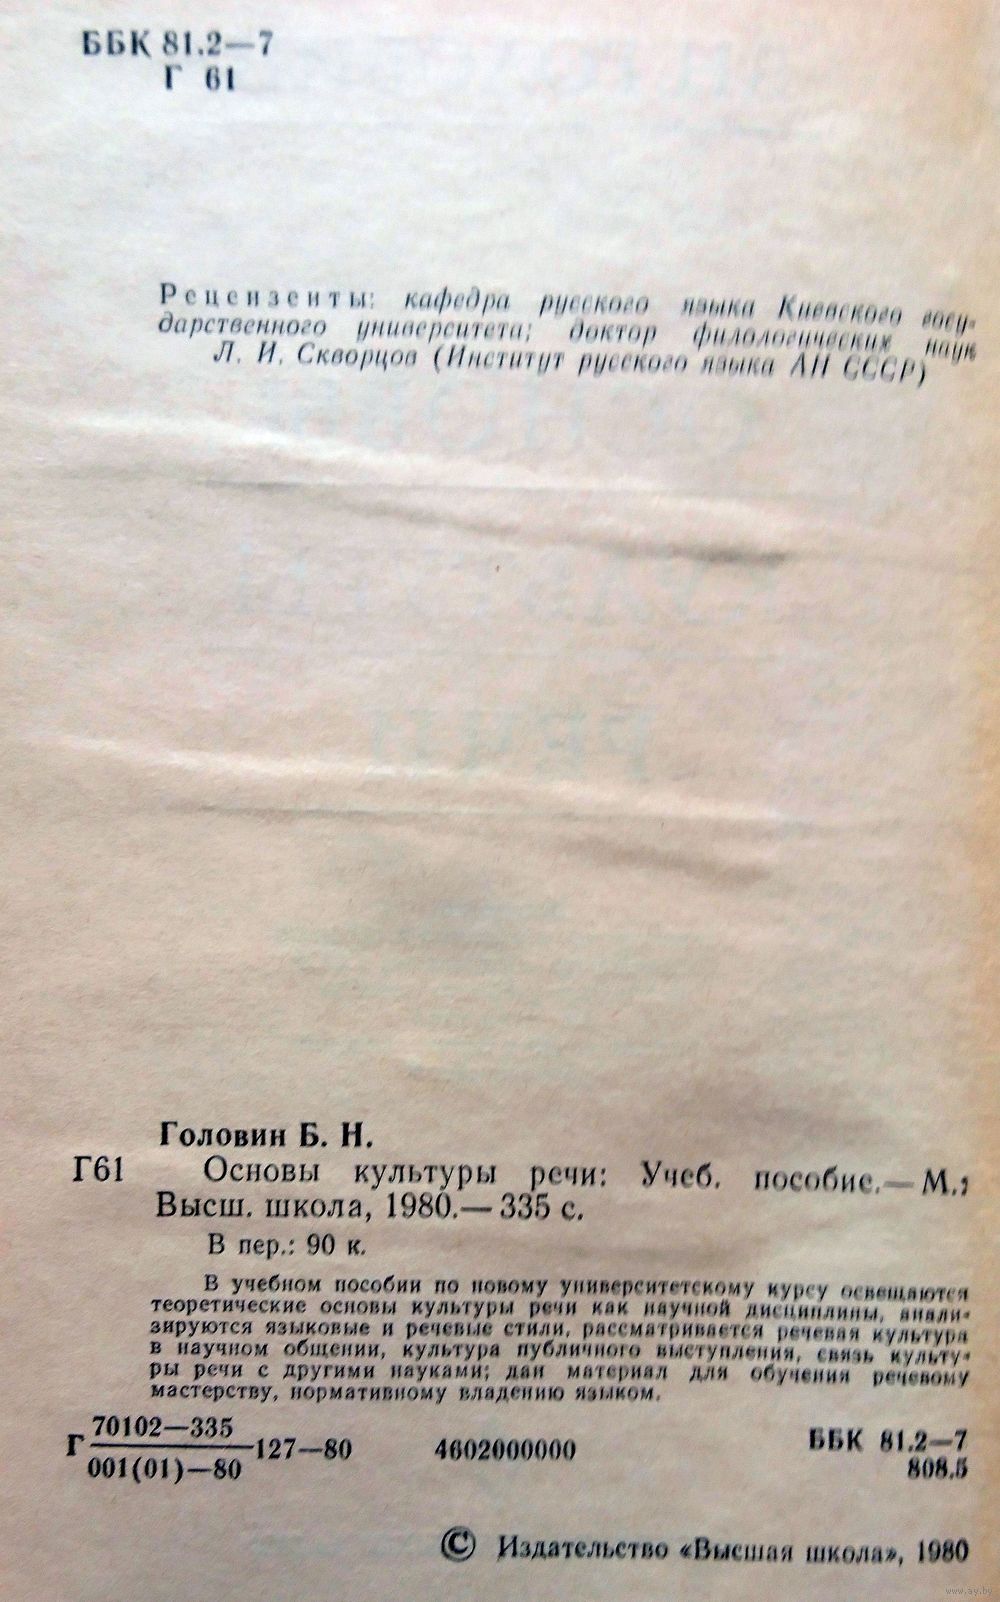 ББК 81.2—7
Г 61
Рецензенты: кафедра русского языка Киевского госу-
дарственного университета; доктор филологических наук
Л. И. Скворцов (Институт русского языка АН СССР)
Головин Б. Н.
Г61 Основы культуры речи: Учеб. пособие.— М.:
Высш. школа, 1980.— 335 с.
В пер.: 90 к.
В учебном пособии по новому университетскому курсу освещаются
теоретические основы культуры речи как научной дисциплины, анали-
зируются языковые и речевые стили, рассматривается речевая культура
в научном общении, культура публичного выступления, связь культу-
ры речи с другими науками; дан материал для обучения речевому
мастерству, нормативному владению языком.
Г 70102—335 127—80 4602000000 ББК 81.2—7
001(01)—80 808.5
© Издательство «Высшая школа», 1980
www.ay.by